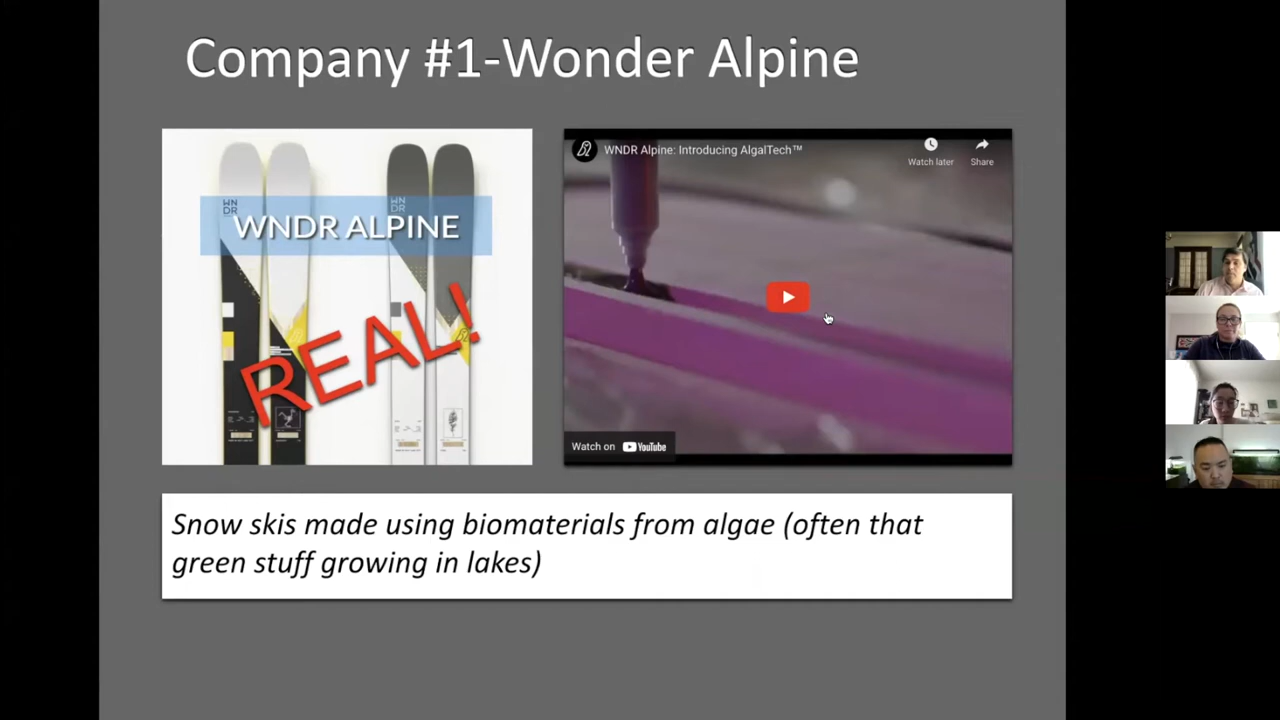 Company #1-Wonder Alpine
WN
DR
WN
DR
WNDR ALPINE
REAL!
WNDR Alpine: Introducing AlgalTech™
Watch later
Share
Watch on YouTube
Snow skis made using biomaterials from algae (often that
green stuff growing in lakes)